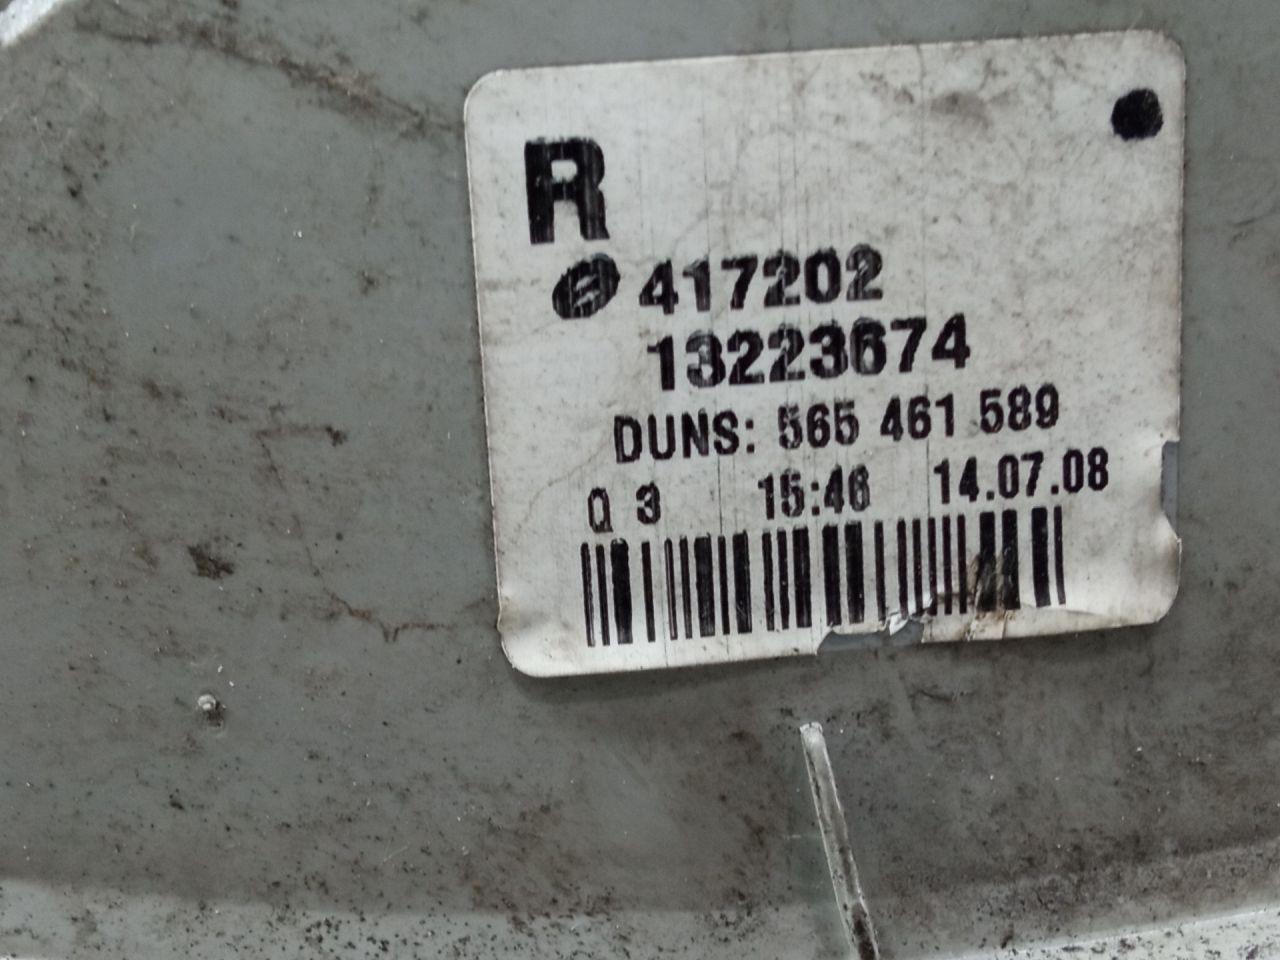 R
417202
13223674
DUNS: 565 461 589
Q 3 15:46 14.07.08